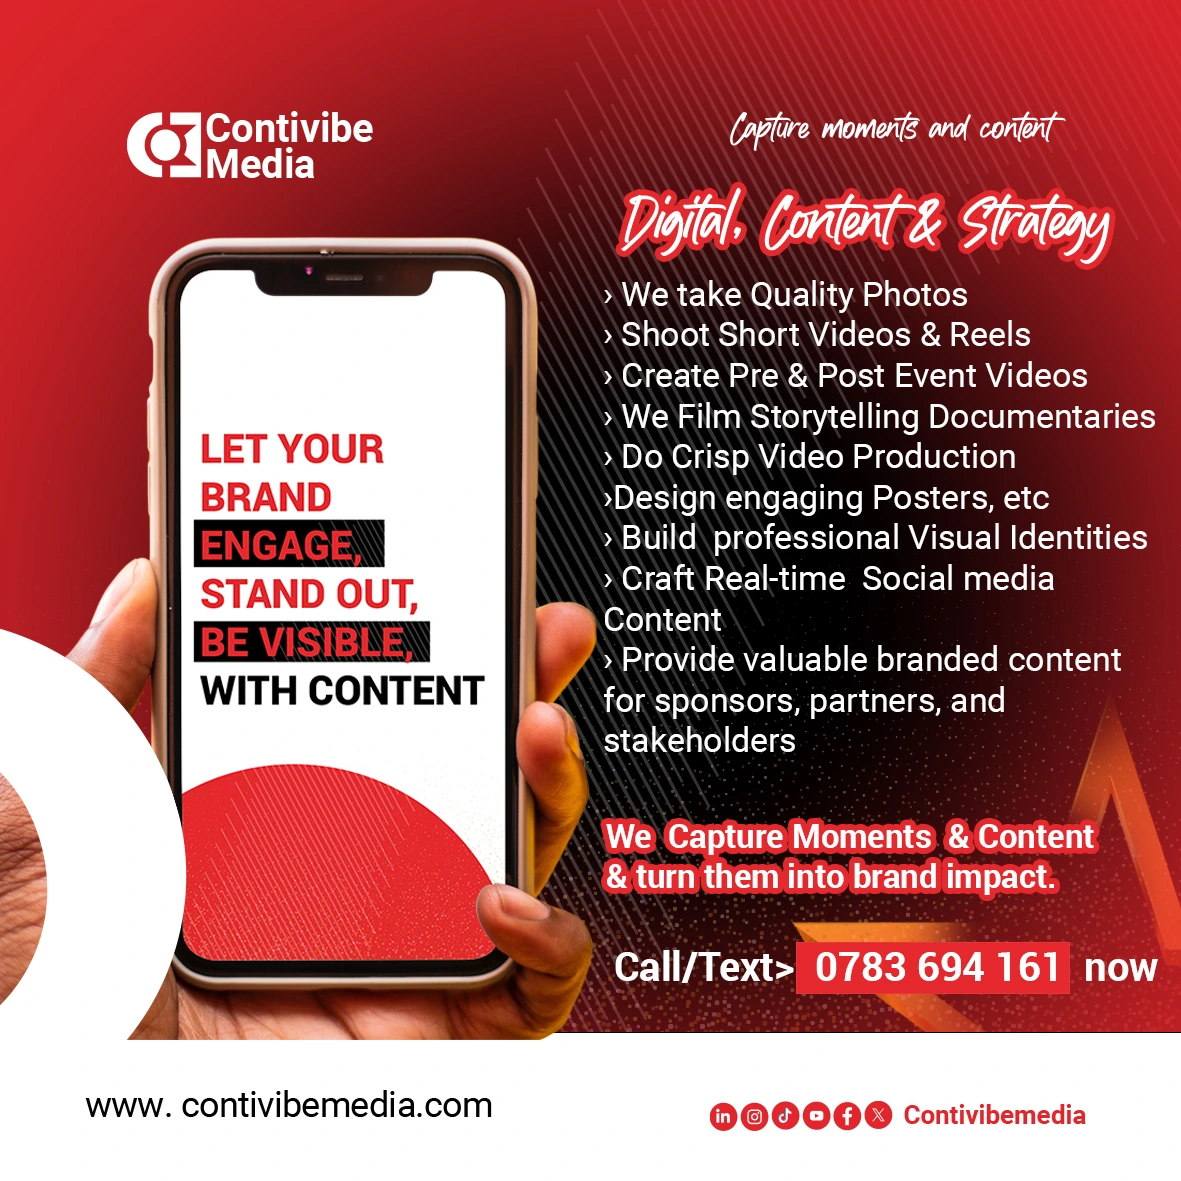 Contivibe
Media
Capture moments and content
Digital, Content & Strategy
› We take Quality Photos
› Shoot Short Videos & Reels
› Create Pre & Post Event Videos
› We Film Storytelling Documentaries
› Do Crisp Video Production
›Design engaging Posters, etc
› Build  professional Visual Identities
› Craft Real-time  Social media
Content
› Provide valuable branded content
for sponsors, partners, and
stakeholders
LET YOUR
BRAND
ENGAGE,
STAND OUT,
BE VISIBLE,
WITH CONTENT
We  Capture Moments  & Content
& turn them into brand impact.
Call/Text> 0783 694 161 now
www. contivibemedia.com
Contivibemedia